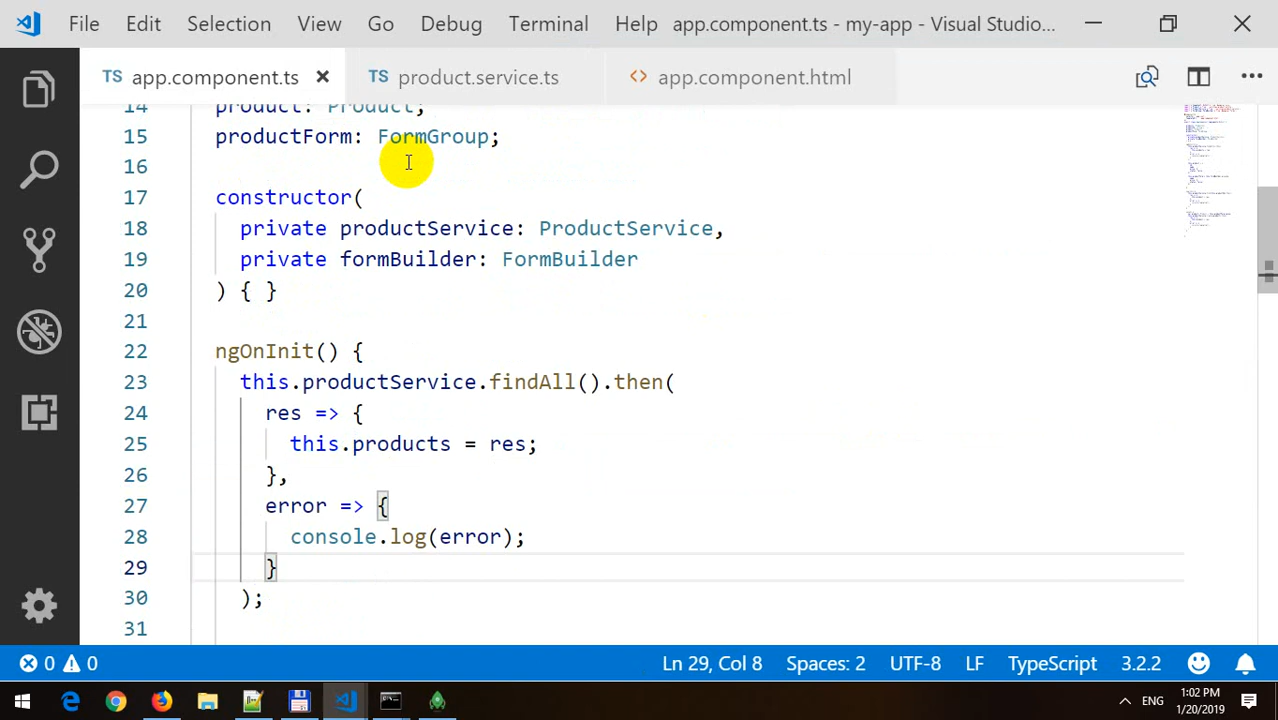 File Edit Selection View Go Debug Terminal Help app.component.ts - my-app - Visual Studio...
TS app.component.ts TS product.service.ts <> app.component.html
14 product: Product;
15 productForm: FormGroup;
16
17 constructor(
18 private productService: ProductService,
19 private formBuilder: FormBuilder
20 ) { }
21
22 ngOnInit() {
23 this.productService.findAll().then(
24 res => {
25 this.products = res;
26 },
27 error => {
28 console.log(error);
29 }
30 );
31
0 0 Ln 29, Col 8 Spaces: 2 UTF-8 LF TypeScript 3.2.2
ENG 1:02 PM
1/20/2019